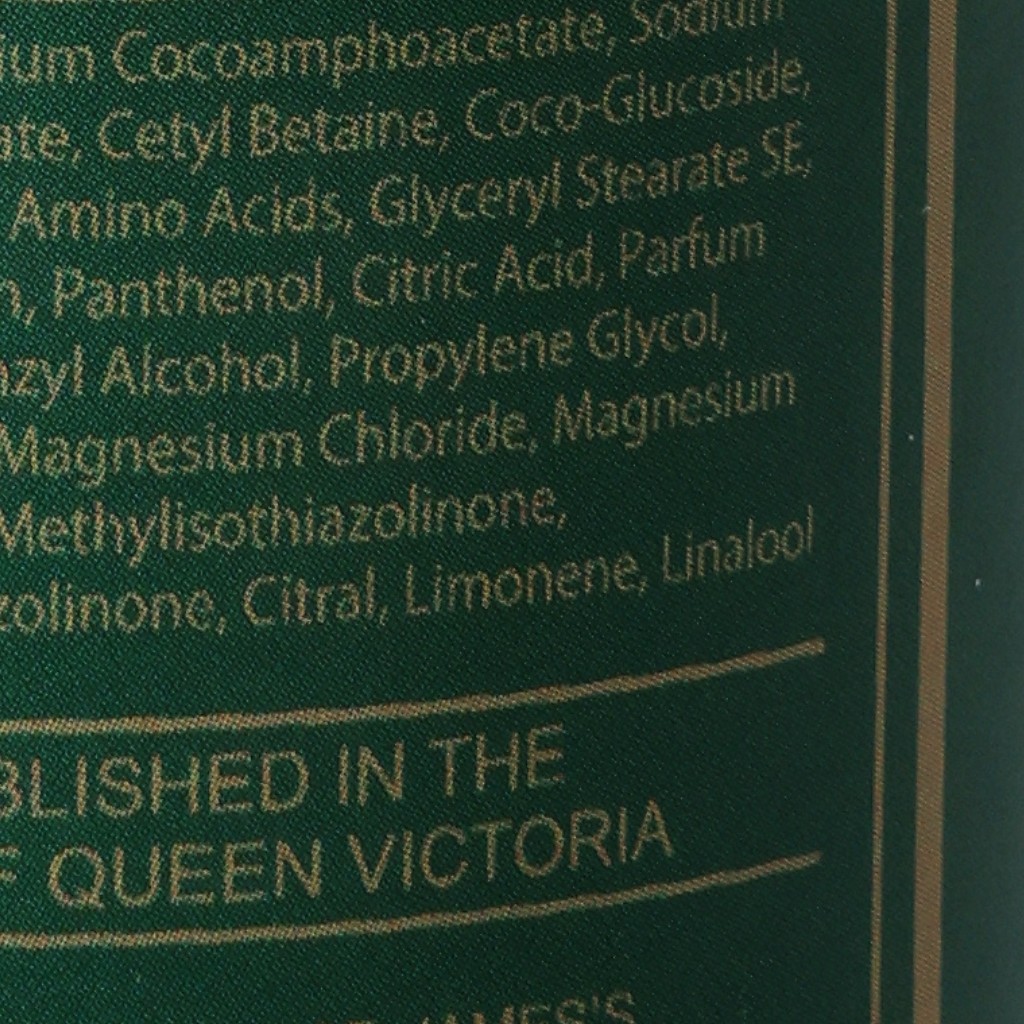 ium Cocoamphoacetate, Sodium
ate, Cetyl Betaine, Coco-Glucoside,
Amino Acids, Glyceryl Stearate SE,
n, Panthenol, Citric Acid, Parfum
nzyl Alcohol, Propylene Glycol,
Magnesium Chloride, Magnesium
Methylisothiazolinone,
zolinone, Citral, Limonene, Linalool
BLISHED IN THE
F QUEEN VICTORIA
JAMES'S